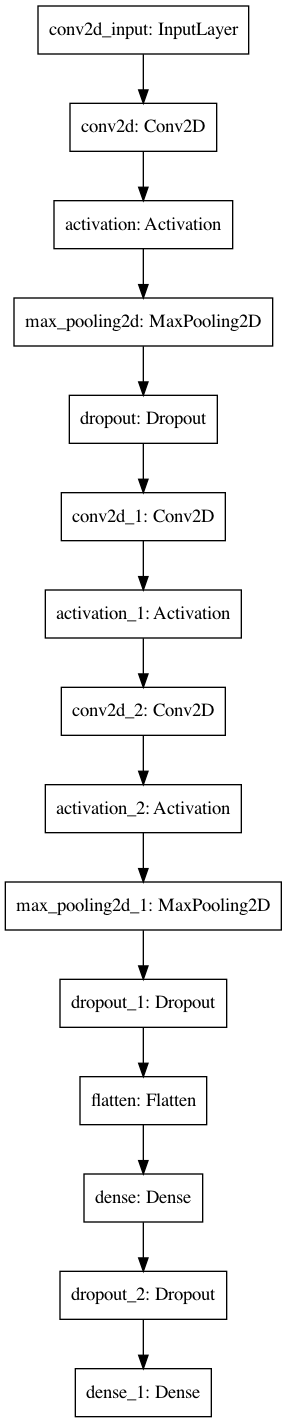 conv2d_input: InputLayer
conv2d: Conv2D
activation: Activation
max_pooling2d: MaxPooling2D
dropout: Dropout
conv2d_1: Conv2D
activation_1: Activation
conv2d_2: Conv2D
activation_2: Activation
max_pooling2d_1: MaxPooling2D
dropout_1: Dropout
flatten: Flatten
dense: Dense
dropout_2: Dropout
dense_1: Dense